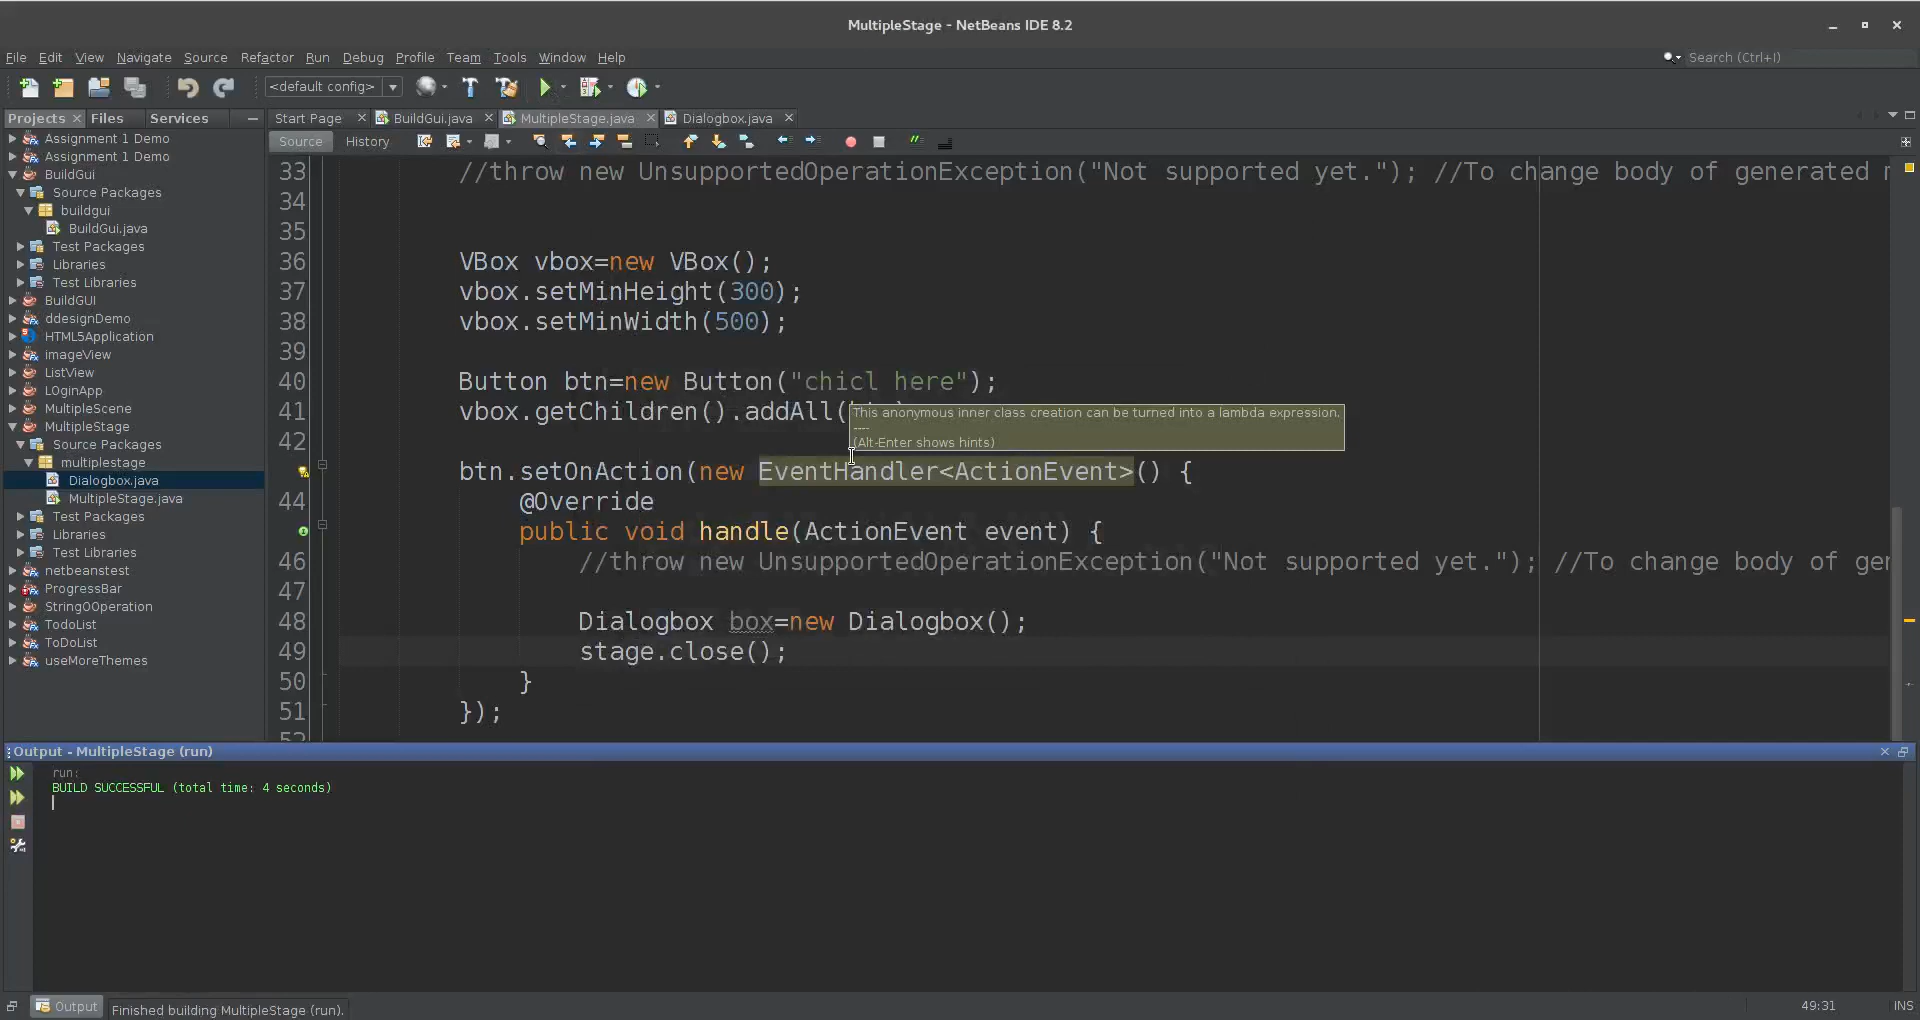 MultipleStage - NetBeans IDE 8.2
File Edit View Navigate Source Refactor Run Debug Profile Team Tools Window Help
Search (Ctrl+I)
<default config>
Projects Files Services
Start Page BuildGui.java MultipleStage.java Dialogbox.java
Source History
Assignment 1 Demo
Assignment 1 Demo
BuildGui
Source Packages
buildgui
BuildGui.java
Test Packages
Libraries
Test Libraries
BuildGUI
ddesignDemo
HTML5Application
imageView
ListView
LOginApp
MultipleScene
MultipleStage
Source Packages
multiplestage
Dialogbox.java
MultipleStage.java
Test Packages
Libraries
Test Libraries
netbeanstest
ProgressBar
StringOOperation
TodoList
ToDoList
useMoreThemes
33 //throw new UnsupportedOperationException("Not supported yet."); //To change body of generated
34
35
36 VBox vbox=new VBox();
37 vbox.setMinHeight(300);
38 vbox.setMinWidth(500);
39
40 Button btn=new Button("chicl here");
41 vbox.getChildren().addAll(
This anonymous inner class creation can be turned into a lambda expression.
----
(Alt-Enter shows hints)
42
btn.setOnAction(new EventHandler<ActionEvent>() {
44 @Override
public void handle(ActionEvent event) {
46 //throw new UnsupportedOperationException("Not supported yet."); //To change body of ger
47
48 Dialogbox box=new Dialogbox();
49 stage.close();
50 }
51 });
52
Output - MultipleStage (run)
run:
BUILD SUCCESSFUL (total time: 4 seconds)
Output
Finished building MultipleStage (run).
49:31 INS